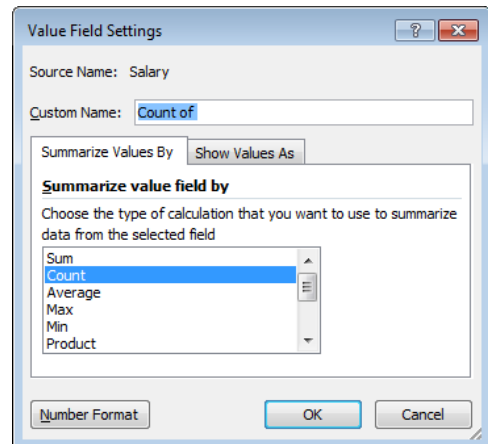 Value Field Settings
Source Name: Salary
Custom Name: Count of
Summarize Values By Show Values As
Summarize value field by
Choose the type of calculation that you want to use to summarize
data from the selected field
Sum
Count
Average
Max
Min
Product
Number Format OK Cancel